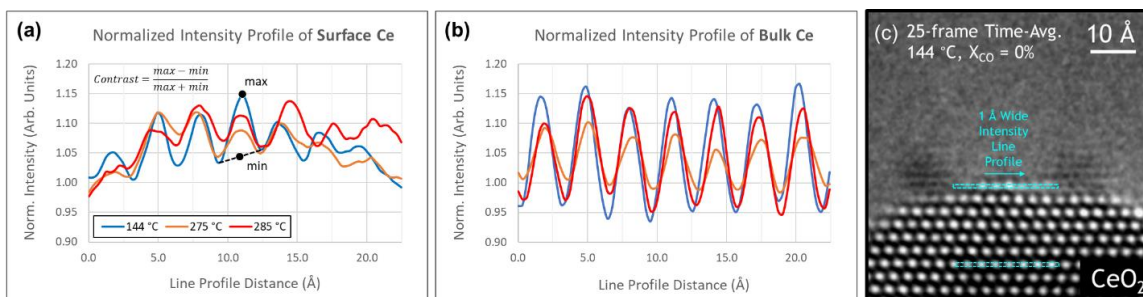 (a)
Normalized Intensity Profile of Surface Ce
Norm. Intensity (Arb. Units)
1.20
1.15
1.10
1.05
1.00
0.95
0.90
Contrast = max − min / max + min
max
min
144 °C
275 °C
285 °C
0.0
5.0
10.0
15.0
20.0
Line Profile Distance (Å)
(b)
Normalized Intensity Profile of Bulk Ce
Norm. Intensity (Arb. Units)
1.20
1.15
1.10
1.05
1.00
0.95
0.90
0.0
5.0
10.0
15.0
20.0
Line Profile Distance (Å)
(c)
25-frame Time-Avg.
144 °C, XCO = 0%
10 Å
1 Å Wide
Intensity
Line
Profile
CeO2